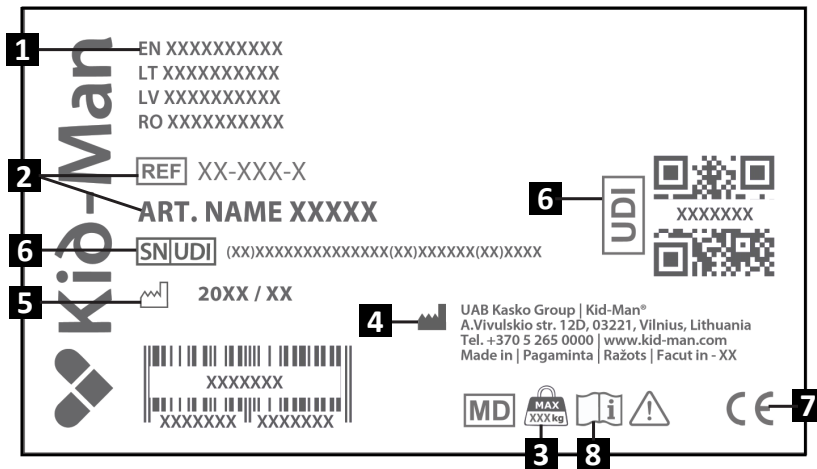 1
EN XXXXXXXXXX
LT XXXXXXXXXX
LV XXXXXXXXXX
RO XXXXXXXXXX
Kid-Man
2
REF XX-XXX-X
ART. NAME XXXXX
6
SN UDI (XX)XXXXXXXXXXXXXX(XX)XXXXXX(XX)XXXX
5
20XX / XX
6
UDI
XXXXXXX
4
UAB Kasko Group | Kid-Man®
A.Vivulskio str. 12D, 03221, Vilnius, Lithuania
Tel. +370 5 265 0000 | www.kid-man.com
Made in | Pagaminta | Ražots | Facut in - XX
XXXXXXX
XXXXXXX XXXXXXX
MD
MAX
XXX kg
i
!
CE
7
3
8